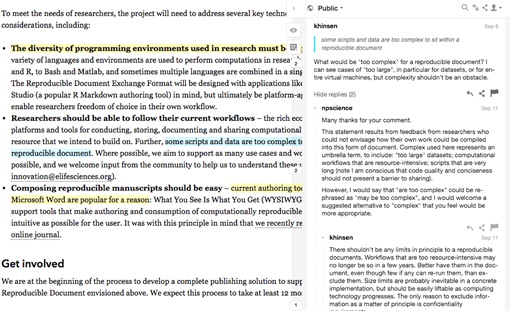 To meet the needs of researchers, the project will need to address several key techn
considerations, including:
The diversity of programming environments used in research must b
variety of languages and environments are used to perform computations in resea
and R, to Bash and Matlab, and sometimes multiple languages are combined in a sing
The Reproducible Document Exchange Format will be designed with applications like
Studio (a popular R Markdown authoring tool) in mind, but ultimately be platform-ag
enable researchers freedom of choice in their own workflow.
Researchers should be able to follow their current workflows – the rich ecc
platforms and tools for conducting, storing, documenting and sharing computational
resource that we intend to build on. Further, some scripts and data are too complex to
reproducible document. Where possible, we aim to support as many use cases and wo
possible, and we welcome input from the community to help us to understand these
innovation@elifesciences.org).
Composing reproducible manuscripts should be easy – current authoring too
Microsoft Word are popular for a reason: What You See Is What You Get (WYSIWYG
support tools that make authoring and consumption of computationally reproducible
intuitive as possible for the user. It was with this principle in mind that we recently re
online journal.
Get involved
We are at the beginning of the process to develop a complete publishing solution to supp
Reproducible Document envisioned above. We expect this process to take at least 12 mo
2
2
1
Public
khinsen
Sep 8
some scripts and data are too complex to sit within a
reproducible document
What would be "too complex" for a reproducible document? I
can see cases of "too large", in particular for datasets, or for en-
tire virtual machines, but complexity shouldn't be an obstacle.
Hide replies (2)
npscience
Sep 11
Many thanks for your comment.
This statement results from feedback from researchers who
could not envisage how their own work could be compiled
into this form of document. Complex used here represents an
umbrella term, to include: "too large" datasets; computational
workflows that are resource-intensive; scripts that are very
long (note I am conscious that code quality and conciseness
should not present a barrier to sharing).
However, I would say that "are too complex" could be re-
phrased as "may be too complex", and I would welcome a
suggested alternative to "complex" that you feel would be
more appropriate.
khinsen
Sep 11
There shouldn't be any limits in principle to a reproducible
documents. Workflows that are too resource-intensive may
no longer be so in a few years. Better have them in the doc-
ument, even though few if any can re-run them, than ex-
clude them. Size limits are probably inevitable in a concrete
implementation, but should be easily liftable as computing
technology progresses. The only reason to exclude infor-
mation as a matter of principle is confidentiality